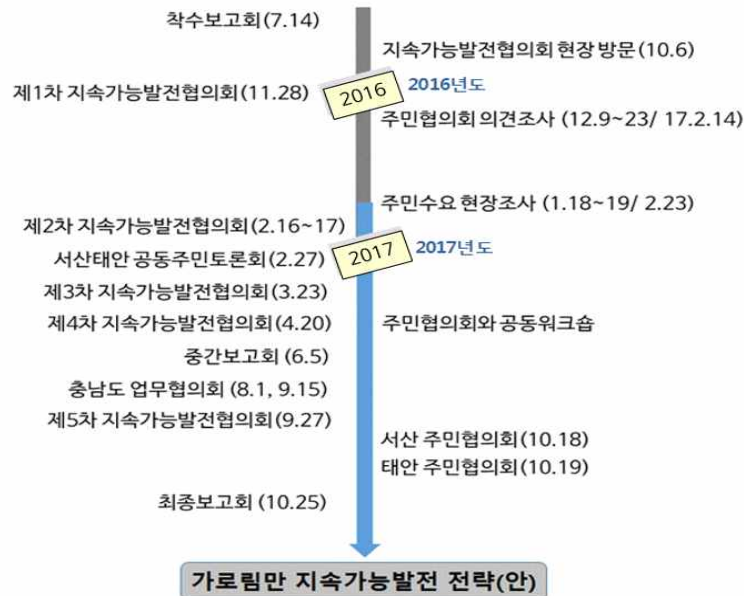 착수보고회(7.14)
지속가능발전협의회 현장 방문(10.6)
2016
2016년도
제1차 지속가능발전협의회(11.28)
주민협의회 의견조사 (12.9~23/ 17.2.14)
주민수요 현장조사 (1.18~19/ 2.23)
제2차 지속가능발전협의회(2.16~17)
2017
2017년도
서산태안 공동주민토론회(2.27)
제3차 지속가능발전협의회(3.23)
제4차 지속가능발전협의회(4.20)
주민협의회와 공동워크숍
중간보고회 (6.5)
충남도 업무협의회 (8.1, 9.15)
제5차 지속가능발전협의회(9.27)
서산 주민협의회(10.18)
태안 주민협의회(10.19)
최종보고회 (10.25)
가로림만 지속가능발전 전략(안)